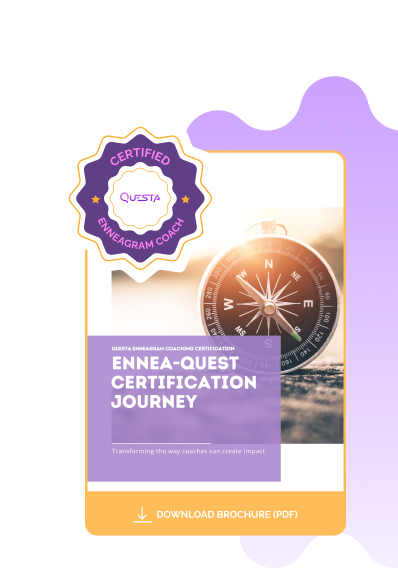 CERTIFIED
QUESTA
ENNEAGRAM COACH
N
NE
E
S
W
QUESTA ENNEAGRAM COACHING CERTIFICATION
ENNEA-QUEST
CERTIFICATION
JOURNEY
Transforming the way coaches can create impact
DOWNLOAD BROCHURE (PDF)